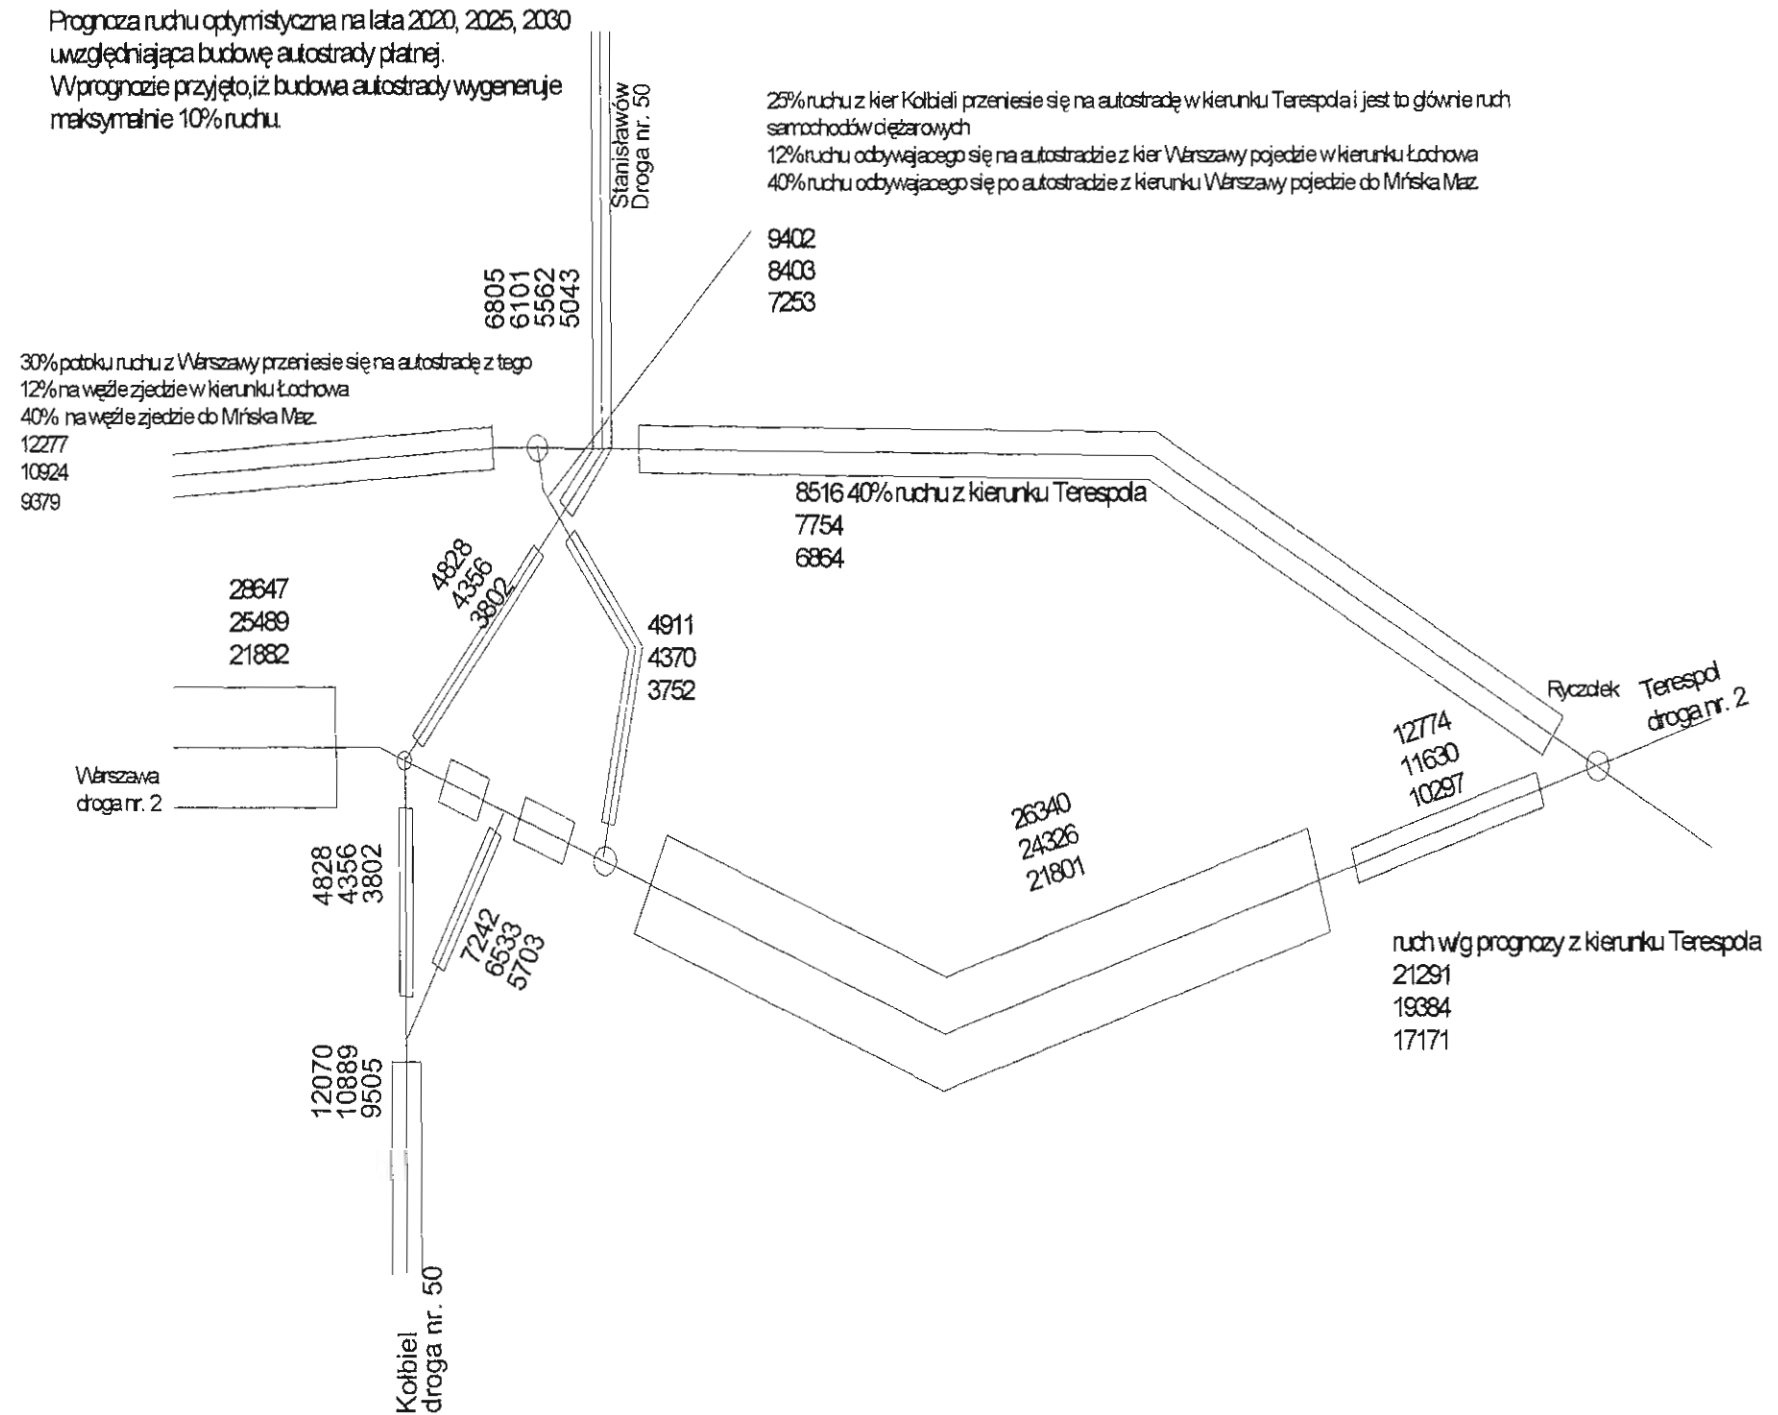 Prognoza ruchu optymistyczna na lata 2020, 2025, 2030
uwzględniająca budowę autostrady płatnej.
W prognozie przyjęto, iż budowa autostrady wygeneruje
maksymalnie 10% ruchu.
Stanisławów
Droga nr. 50
25% ruchu z kier Kołbieli przeniesie się na autostradę w kierunku Terespola i jest to głównie ruch
samochodów ciężarowych
12% ruchu odbywajacego się na autostradzie z kier Warszawy pojedzie w kierunku Łochowa
40% ruchu odbywajacego się po autostradzie z kierunku Warszawy pojedzie do Mińska Maz.
9402
8403
7253
6805
6101
5562
5043
30% potoku ruchu z Warszawy przeniesie się na autostradę z tego
12% na węźle zjedzie w kierunku Łochowa
40% na węźle zjedzie do Mińska Maz.
12277
10924
9379
8516 40% ruchu z kierunku Terespola
7754
6864
4828
4356
3802
28647
25489
21882
4911
4370
3752
Ryczołek
Terespol
droga nr. 2
12774
11630
10297
Warszawa
droga nr. 2
26340
24326
21801
4828
4356
3802
7242
6533
5703
ruch w/g prognozy z kierunku Terespola
21291
19384
17171
12070
10889
9505
Kołbiel
droga nr. 50